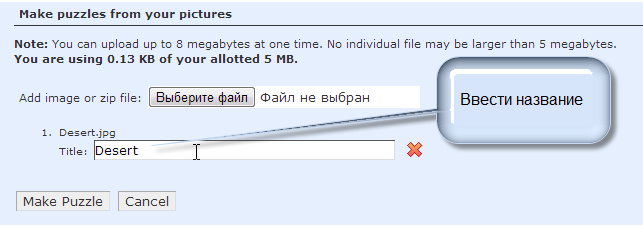 Make puzzles from your pictures
Note: You can upload up to 8 megabytes at one time. No individual file may be larger than 5 megabytes.
You are using 0.13 KB of your allotted 5 MB.
Add image or zip file: Выберите файл Файл не выбран
Ввести название
1. Desert.jpg
Title: Desert
Make Puzzle Cancel